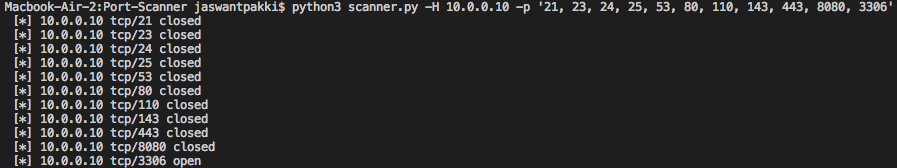 Macbook-Air-2:Port-Scanner jaswantpakki$ python3 scanner.py -H 10.0.0.10 -p '21, 23, 24, 25, 53, 80, 110, 143, 443, 8080, 3306'
[*] 10.0.0.10 tcp/21 closed
[*] 10.0.0.10 tcp/23 closed
[*] 10.0.0.10 tcp/24 closed
[*] 10.0.0.10 tcp/25 closed
[*] 10.0.0.10 tcp/53 closed
[*] 10.0.0.10 tcp/80 closed
[*] 10.0.0.10 tcp/110 closed
[*] 10.0.0.10 tcp/143 closed
[*] 10.0.0.10 tcp/443 closed
[*] 10.0.0.10 tcp/8080 closed
[*] 10.0.0.10 tcp/3306 open